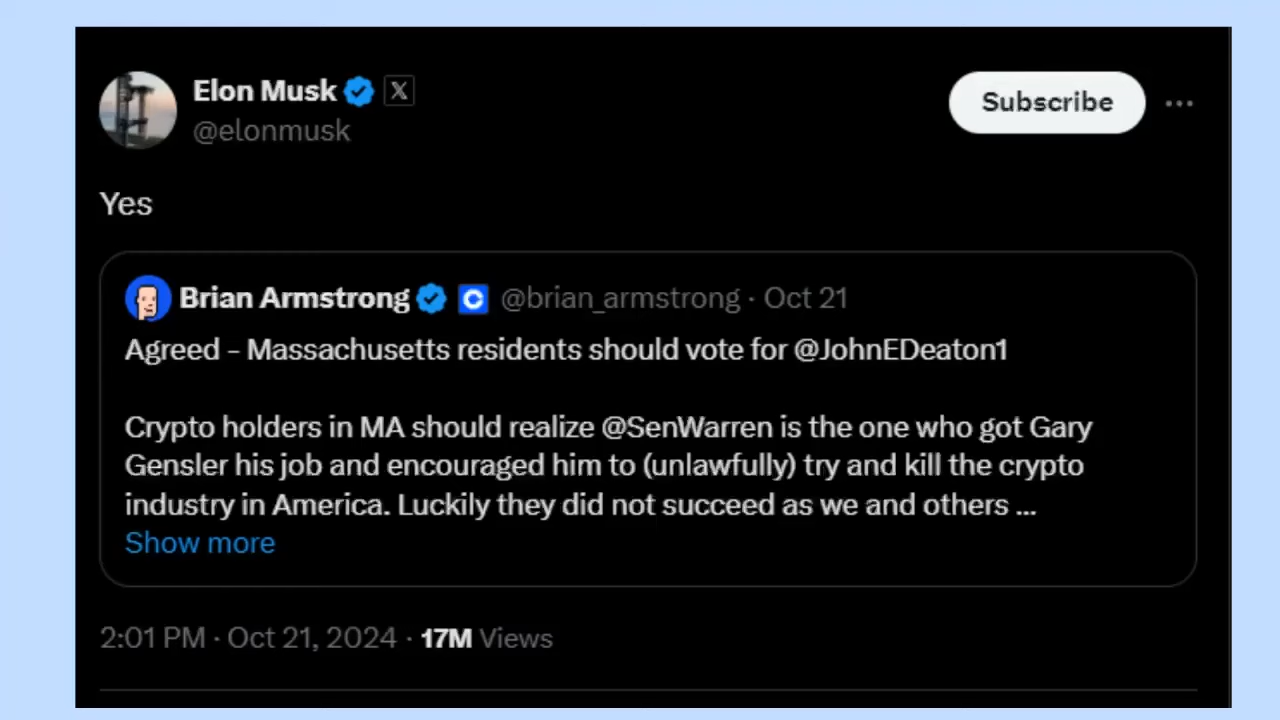 Elon Musk
Subscribe ...
@elonmusk
Yes
Brian Armstrong @brian_armstrong · Oct 21
Agreed – Massachusetts residents should vote for @JohnEDeaton1
Crypto holders in MA should realize @SenWarren is the one who got Gary
Gensler his job and encouraged him to (unlawfully) try and kill the crypto
industry in America. Luckily they did not succeed as we and others ...
Show more
2:01 PM · Oct 21, 2024 · 17M Views